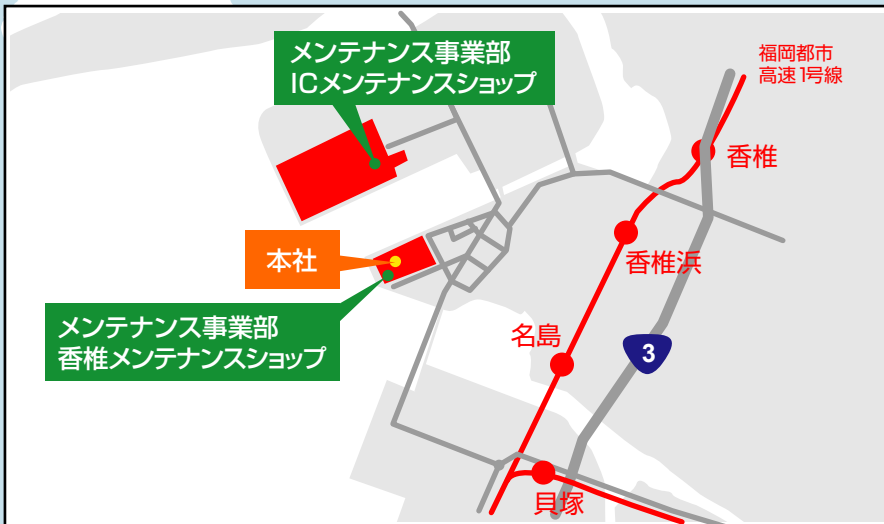 メンテナンス事業部
ICメンテナンスショップ
福岡都市
高速1号線
香椎
本社
香椎浜
メンテナンス事業部
香椎メンテナンスショップ
名島
3
貝塚